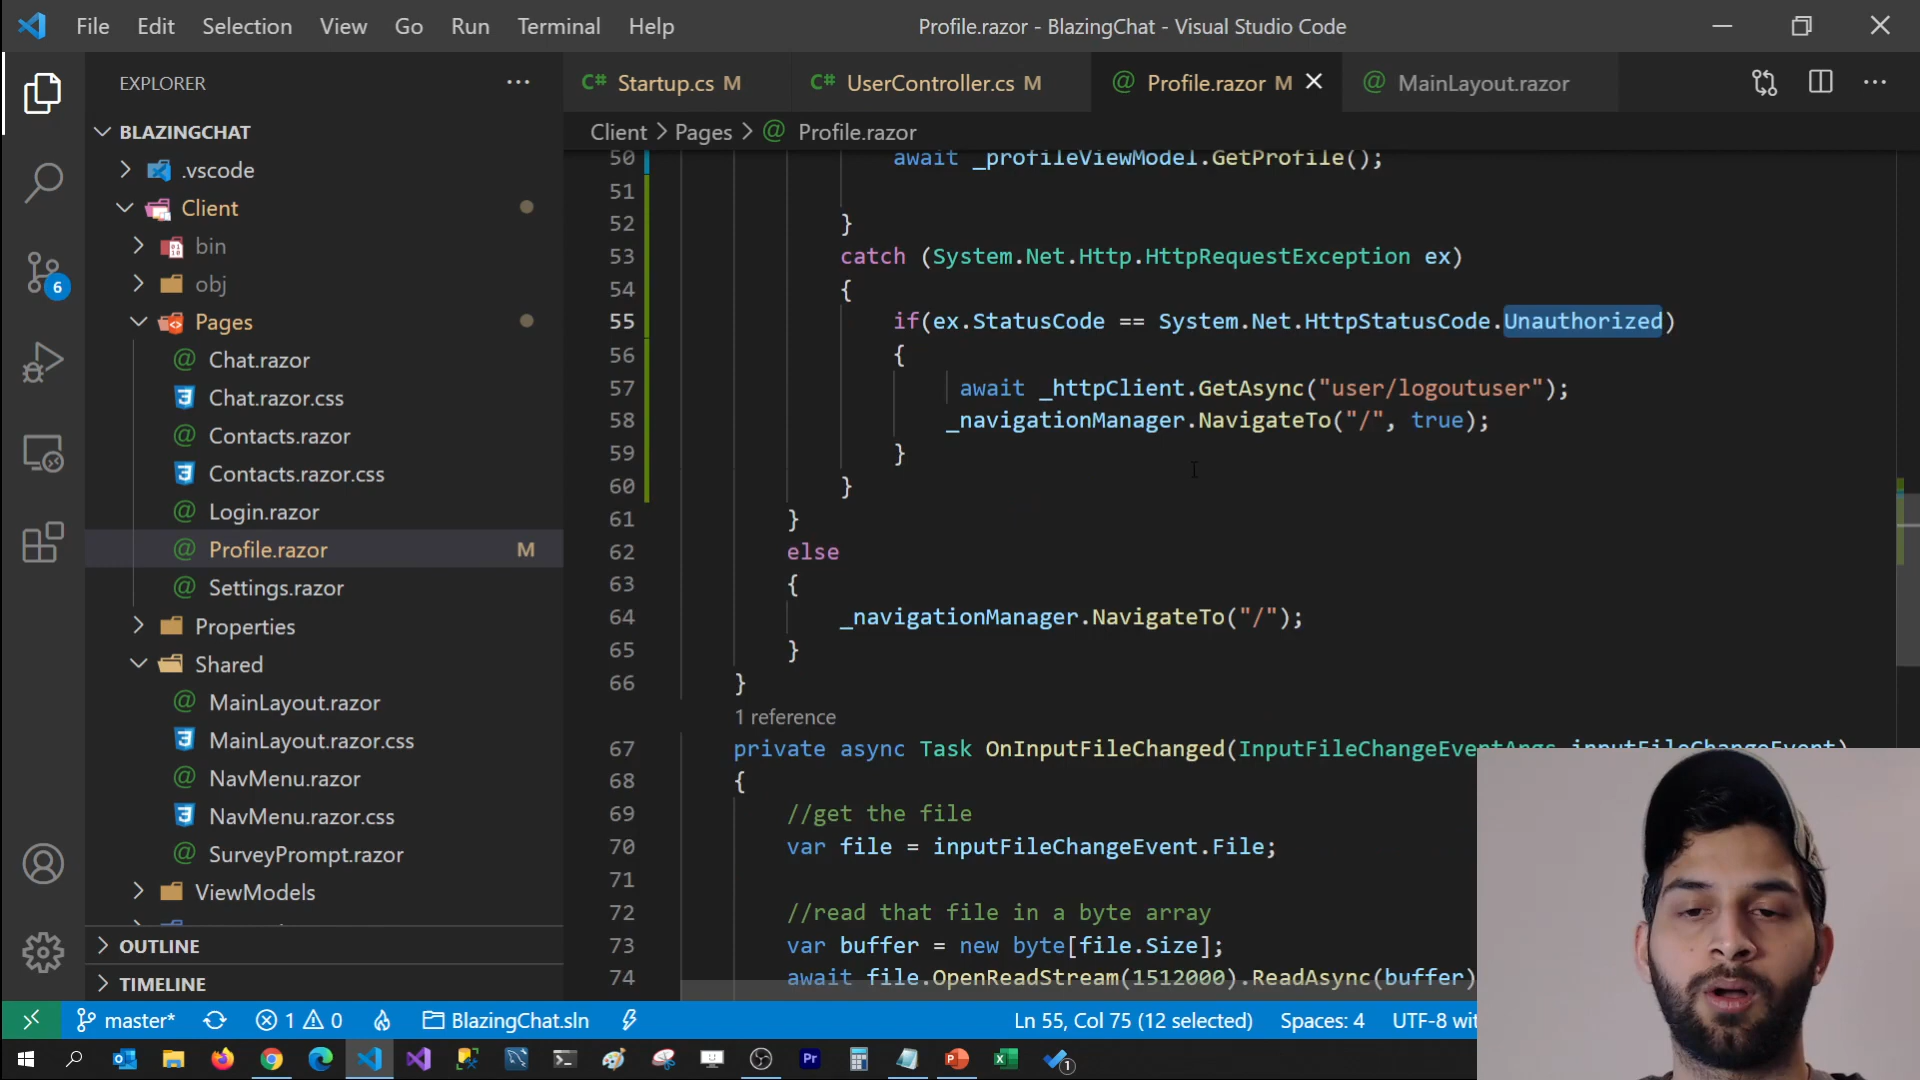 File Edit Selection View Go Run Terminal Help
Profile.razor - BlazingChat - Visual Studio Code
EXPLORER
Startup.cs M
UserController.cs M
Profile.razor M
MainLayout.razor
Client > Pages > Profile.razor
BLAZINGCHAT
.vscode
Client
bin
obj
Pages
Chat.razor
Chat.razor.css
Contacts.razor
Contacts.razor.css
Login.razor
Profile.razor M
Settings.razor
Properties
Shared
MainLayout.razor
MainLayout.razor.css
NavMenu.razor
NavMenu.razor.css
SurveyPrompt.razor
ViewModels
OUTLINE
TIMELINE
6
50 await _profileViewModel.GetProfile();
51
52 }
53 catch (System.Net.Http.HttpRequestException ex)
54 {
55 if(ex.StatusCode == System.Net.HttpStatusCode.Unauthorized)
56 {
57 await _httpClient.GetAsync("user/logoutuser");
58 _navigationManager.NavigateTo("/", true);
59 }
60 }
61 }
62 else
63 {
64 _navigationManager.NavigateTo("/");
65 }
66 }
1 reference
67 private async Task OnInputFileChanged(InputFileChangeEventArgs inputFileChangeEvent)
68 {
69 //get the file
70 var file = inputFileChangeEvent.File;
71
72 //read that file in a byte array
73 var buffer = new byte[file.Size];
74 await file.OpenReadStream(1512000).ReadAsync(buffer)
master* 1 0 BlazingChat.sln Ln 55, Col 75 (12 selected) Spaces: 4 UTF-8
Pr
1